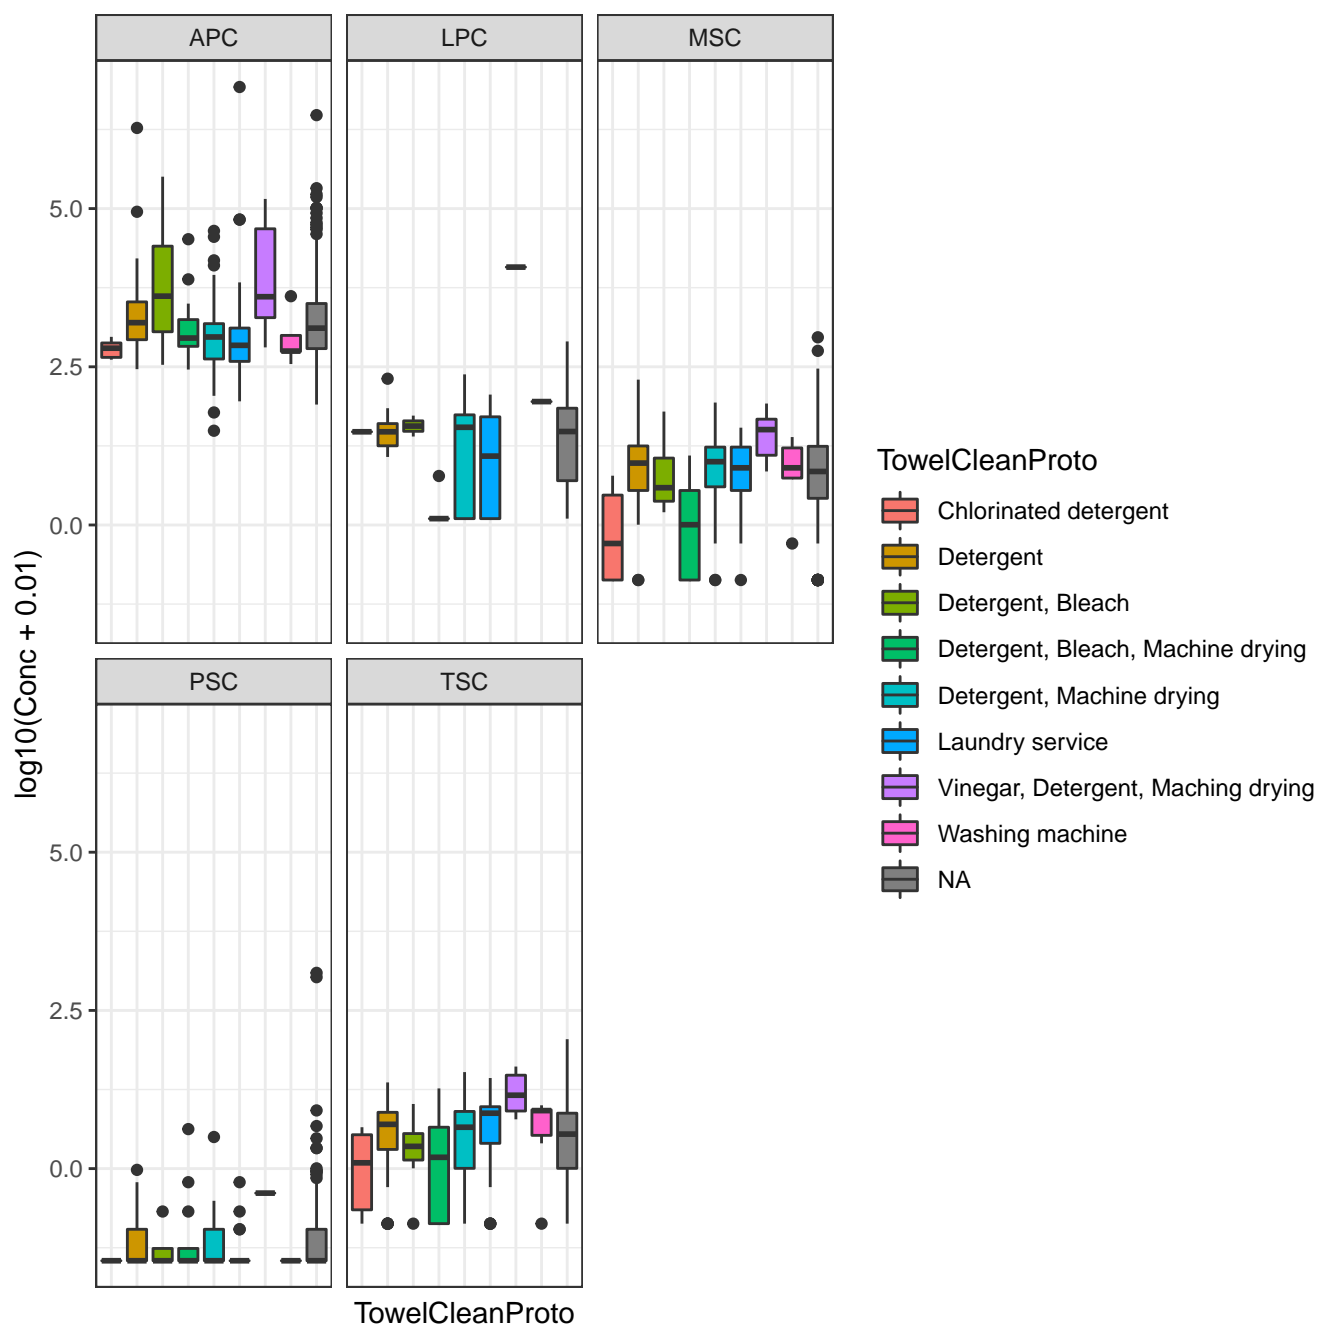 APC LPC MSC
5.0
2.5
0.0
PSC TSC
5.0
2.5
0.0
log10(Conc + 0.01)
TowelCleanProto
TowelCleanProto
Chlorinated detergent
Detergent
Detergent, Bleach
Detergent, Bleach, Machine drying
Detergent, Machine drying
Laundry service
Vinegar, Detergent, Maching drying
Washing machine
NA